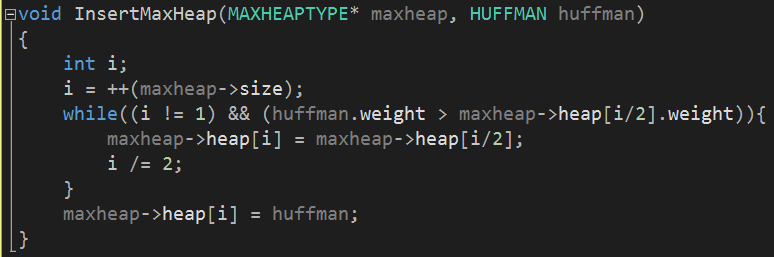 void InsertMaxHeap(MAXHEAPTYPE* maxheap, HUFFMAN huffman)
{
    int i;
    i = ++(maxheap->size);
    while((i != 1) && (huffman.weight > maxheap->heap[i/2].weight)){
        maxheap->heap[i] = maxheap->heap[i/2];
        i /= 2;
    }
    maxheap->heap[i] = huffman;
}